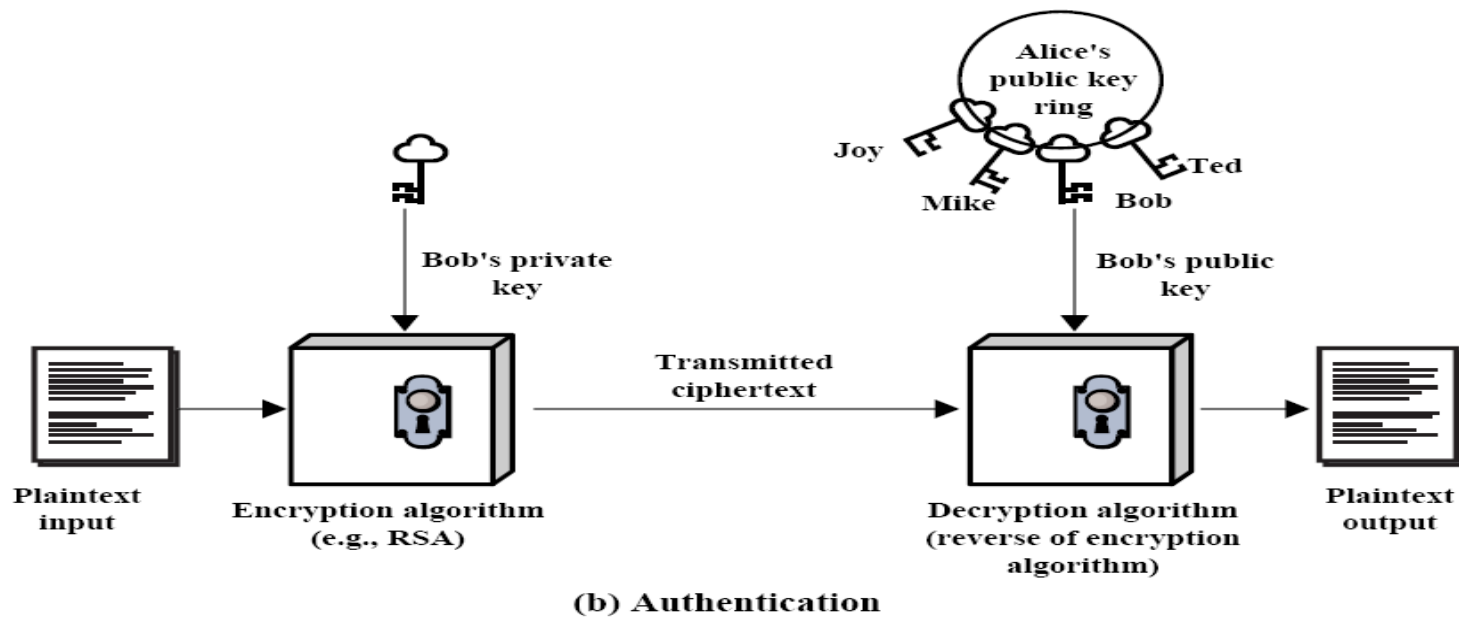 Alice's
public key
ring
Joy
Mike
Bob
Ted
Bob's private
key
Bob's public
key
Transmitted
ciphertext
Plaintext
input
Encryption algorithm
(e.g., RSA)
Decryption algorithm
(reverse of encryption
algorithm)
Plaintext
output
(b) Authentication